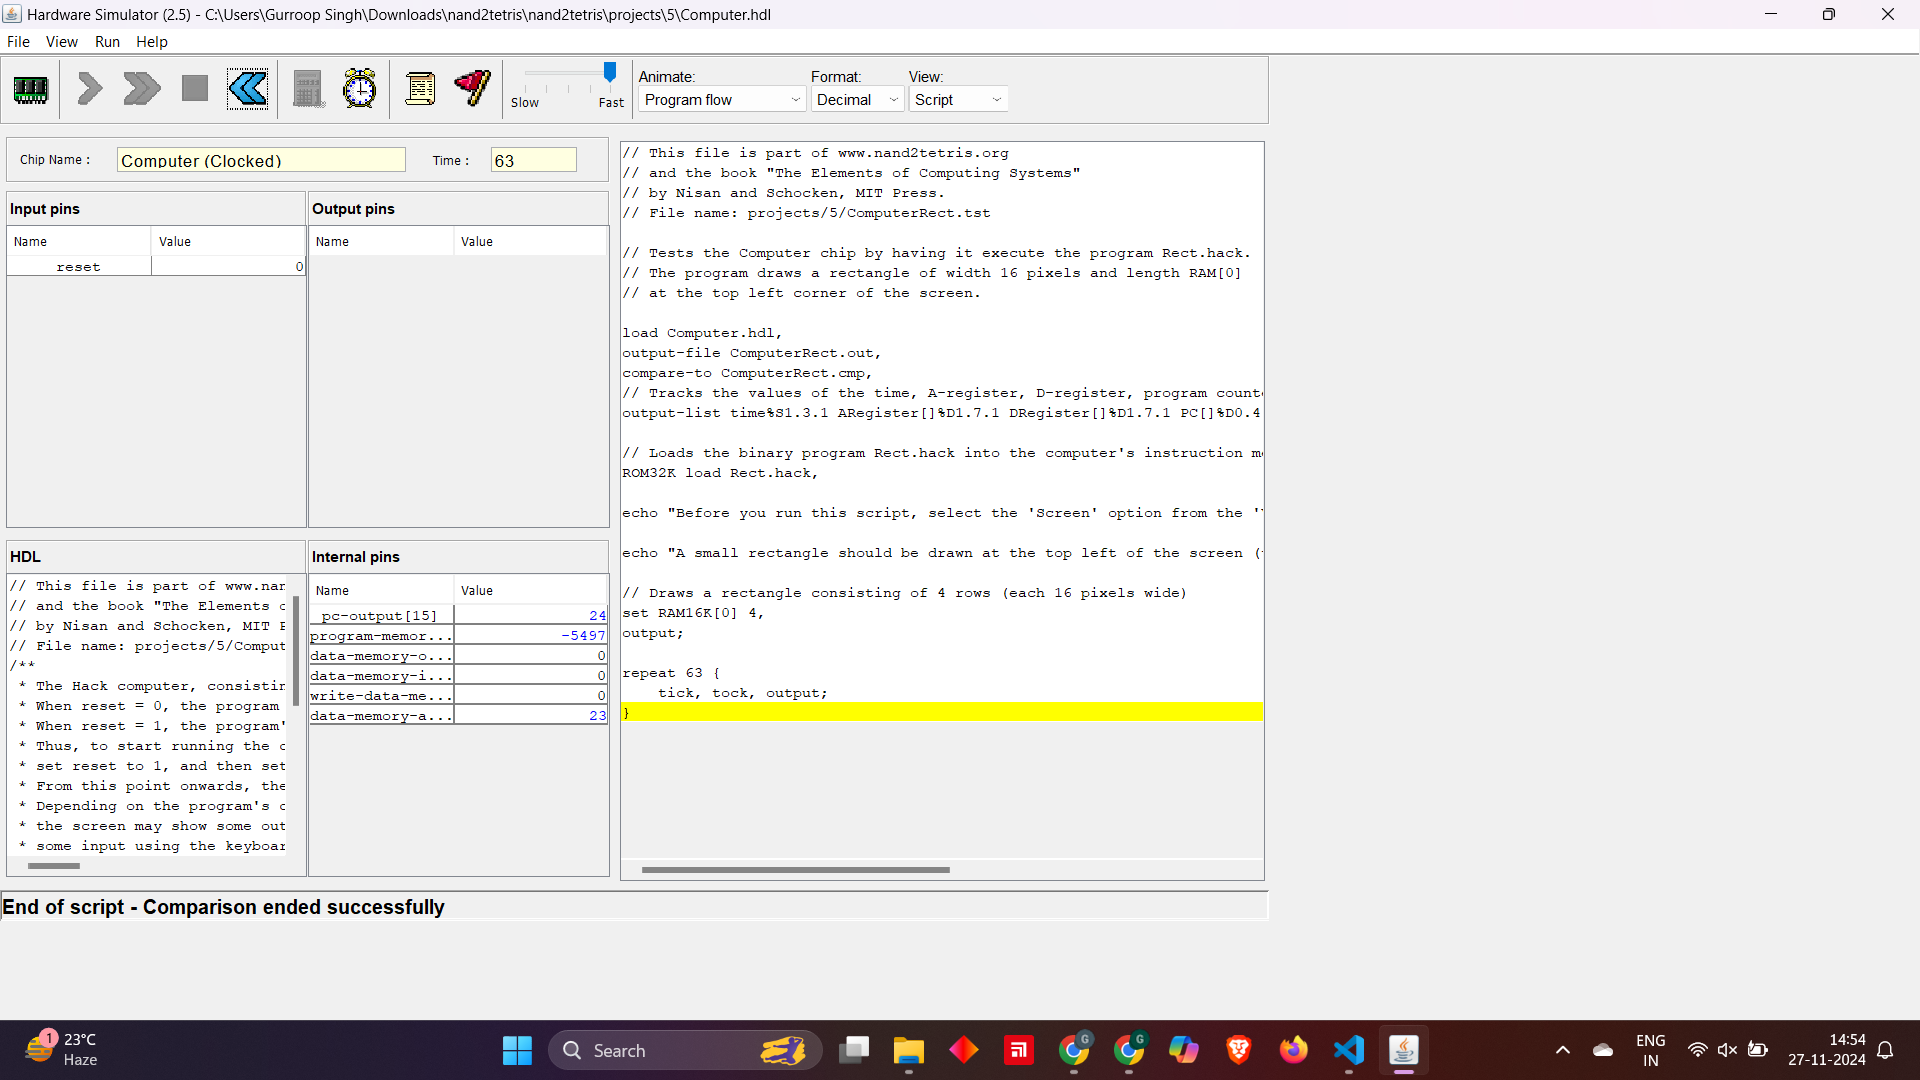 Hardware Simulator (2.5) - C:\Users\Gurroop Singh\Downloads\nand2tetris\nand2tetris\projects\5\Computer.hdl
File View Run Help
Slow Fast
Animate: Format: View:
Program flow Decimal Script
Chip Name : Computer (Clocked) Time : 63
Input pins
Name Value
reset 0
Output pins
Name Value
HDL
// This file is part of www.nan
// and the book "The Elements o
// by Nisan and Schocken, MIT P
// File name: projects/5/Comput
/**
* The Hack computer, consistin
* When reset = 0, the program
* When reset = 1, the program'
* Thus, to start running the c
* set reset to 1, and then set
* From this point onwards, the
* Depending on the program's c
* the screen may show some out
* some input using the keyboar
Internal pins
Name Value
pc-output[15] 24
program-memor... -5497
data-memory-o... 0
data-memory-i... 0
write-data-me... 0
data-memory-a... 23
// This file is part of www.nand2tetris.org
// and the book "The Elements of Computing Systems"
// by Nisan and Schocken, MIT Press.
// File name: projects/5/ComputerRect.tst
// Tests the Computer chip by having it execute the program Rect.hack.
// The program draws a rectangle of width 16 pixels and length RAM[0]
// at the top left corner of the screen.
load Computer.hdl,
output-file ComputerRect.out,
compare-to ComputerRect.cmp,
// Tracks the values of the time, A-register, D-register, program count
output-list time%S1.3.1 ARegister[]%D1.7.1 DRegister[]%D1.7.1 PC[]%D0.4
// Loads the binary program Rect.hack into the computer's instruction m
ROM32K load Rect.hack,
echo "Before you run this script, select the 'Screen' option from the '
echo "A small rectangle should be drawn at the top left of the screen (
// Draws a rectangle consisting of 4 rows (each 16 pixels wide)
set RAM16K[0] 4,
output;
repeat 63 {
tick, tock, output;
}
End of script - Comparison ended successfully
1
23°C
Haze
Search
G
G
ENG
IN
14:54
27-11-2024